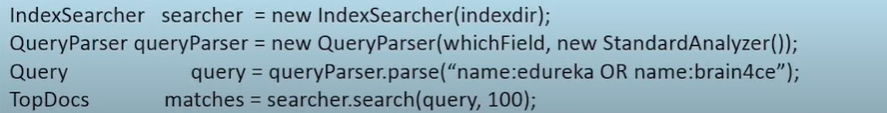 IndexSearcher searcher = new IndexSearcher(indexdir);
QueryParser queryParser = new QueryParser(whichField, new StandardAnalyzer());
Query query = queryParser.parse(“name:edureka OR name:brain4ce”);
TopDocs matches = searcher.search(query, 100);